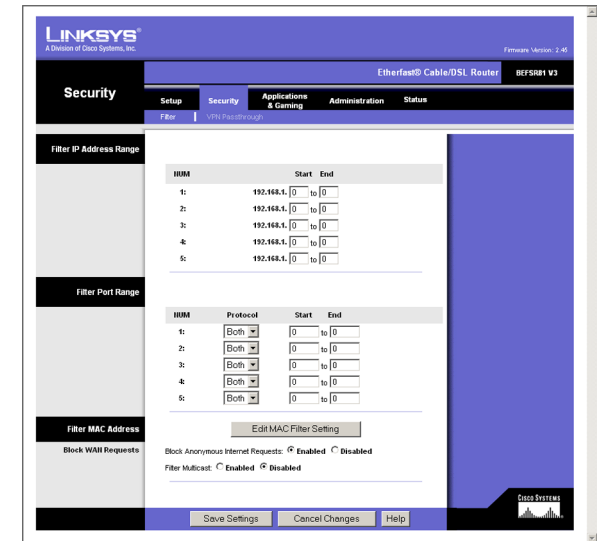 LINKSYS®
A Division of Cisco Systems, Inc.
Firmware Version: 2.46
Etherfast® Cable/DSL Router BEFSR81 V3
Security
Setup Security Applications & Gaming Administration Status
Filter VPN Passthrough
Filter IP Address Range
NUM Start End
1: 192.168.1. 0 to 0
2: 192.168.1. 0 to 0
3: 192.168.1. 0 to 0
4: 192.168.1. 0 to 0
5: 192.168.1. 0 to 0
Filter Port Range
NUM Protocol Start End
1: Both 0 to 0
2: Both 0 to 0
3: Both 0 to 0
4: Both 0 to 0
5: Both 0 to 0
Filter MAC Address Edit MAC Filter Setting
Block WAN Requests Block Anonymous Internet Requests: Enabled Disabled
Filter Multicast: Enabled Disabled
CISCO SYSTEMS
Save Settings Cancel Changes Help